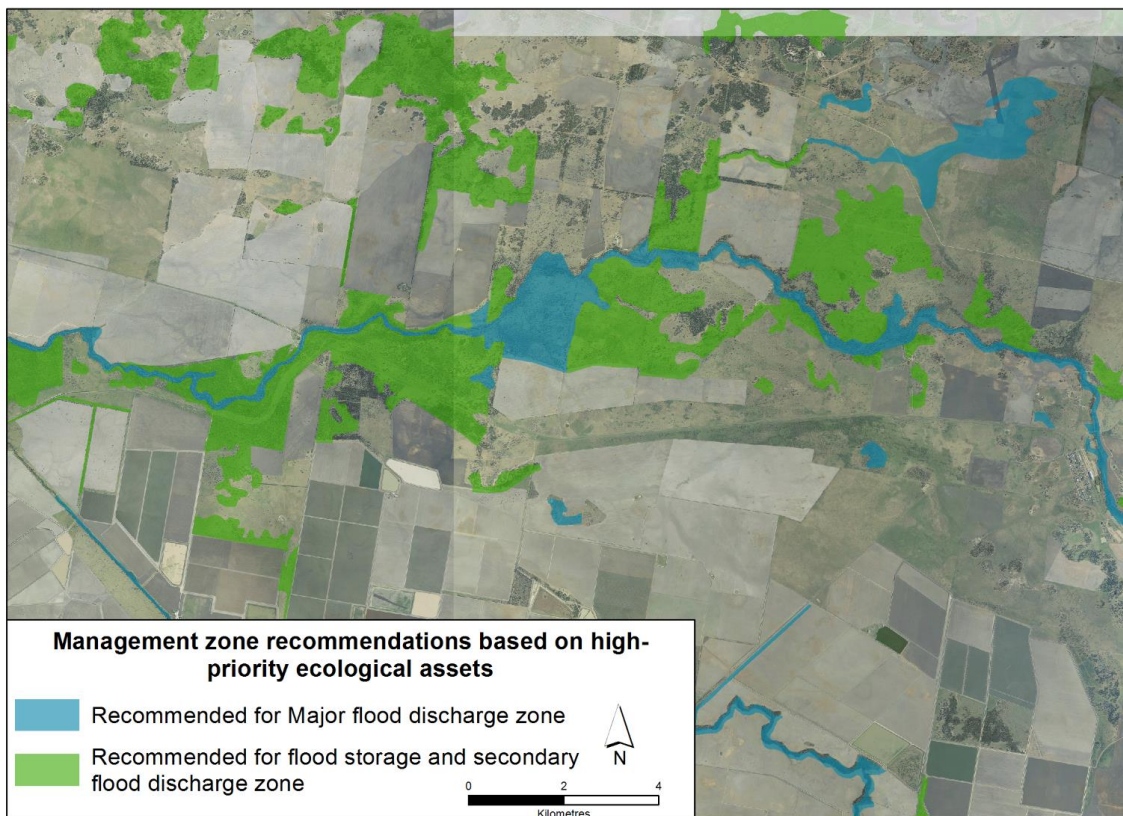 Management zone recommendations based on high-
priority ecological assets
Recommended for Major flood discharge zone
Recommended for flood storage and secondary
flood discharge zone
N
0 2 4
Kilometres